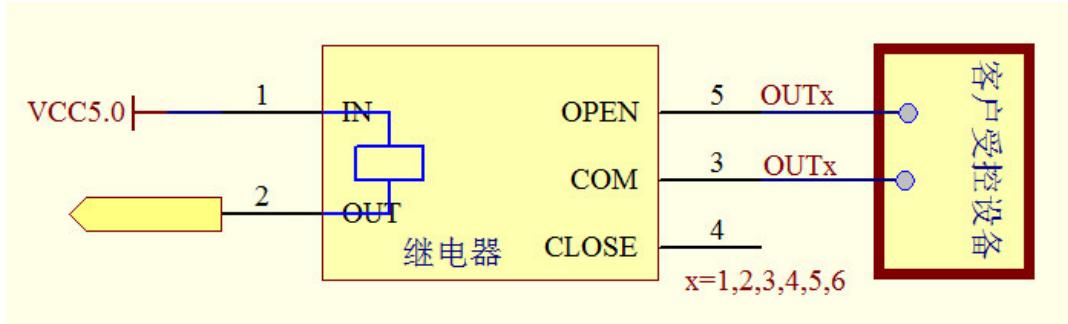 VCC5.0
1
IN
2
OUT
继电器
OPEN
5
OUTx
COM
3
OUTx
CLOSE
4
x=1,2,3,4,5,6
客户受控设备